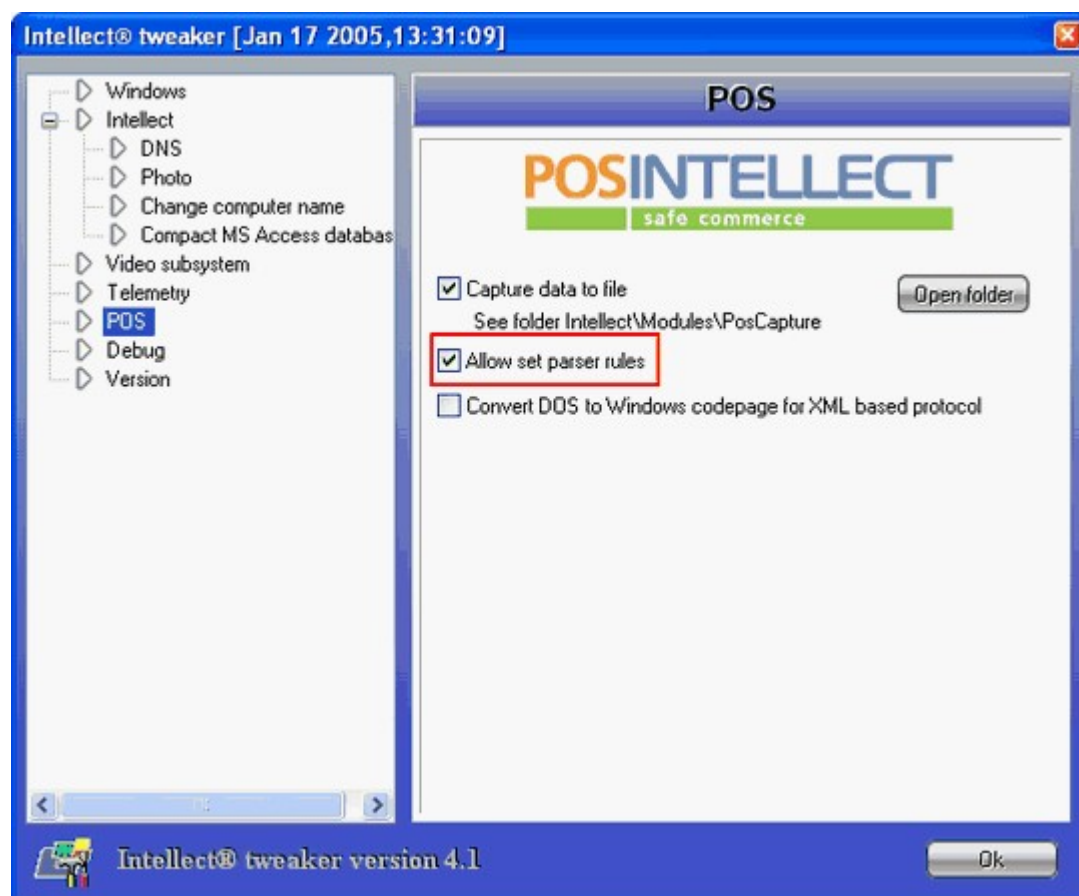 Intellect® tweaker [Jan 17 2005,13:31:09]
Windows
Intellect
DNS
Photo
Change computer name
Compact MS Access databas
Video subsystem
Telemetry
POS
Debug
Version
POS
POSINTELLECT
safe commerce
Capture data to file
Open folder
See folder Intellect\Modules\PosCapture
Allow set parser rules
Convert DOS to Windows codepage for XML based protocol
Intellect® tweaker version 4.1
Ok